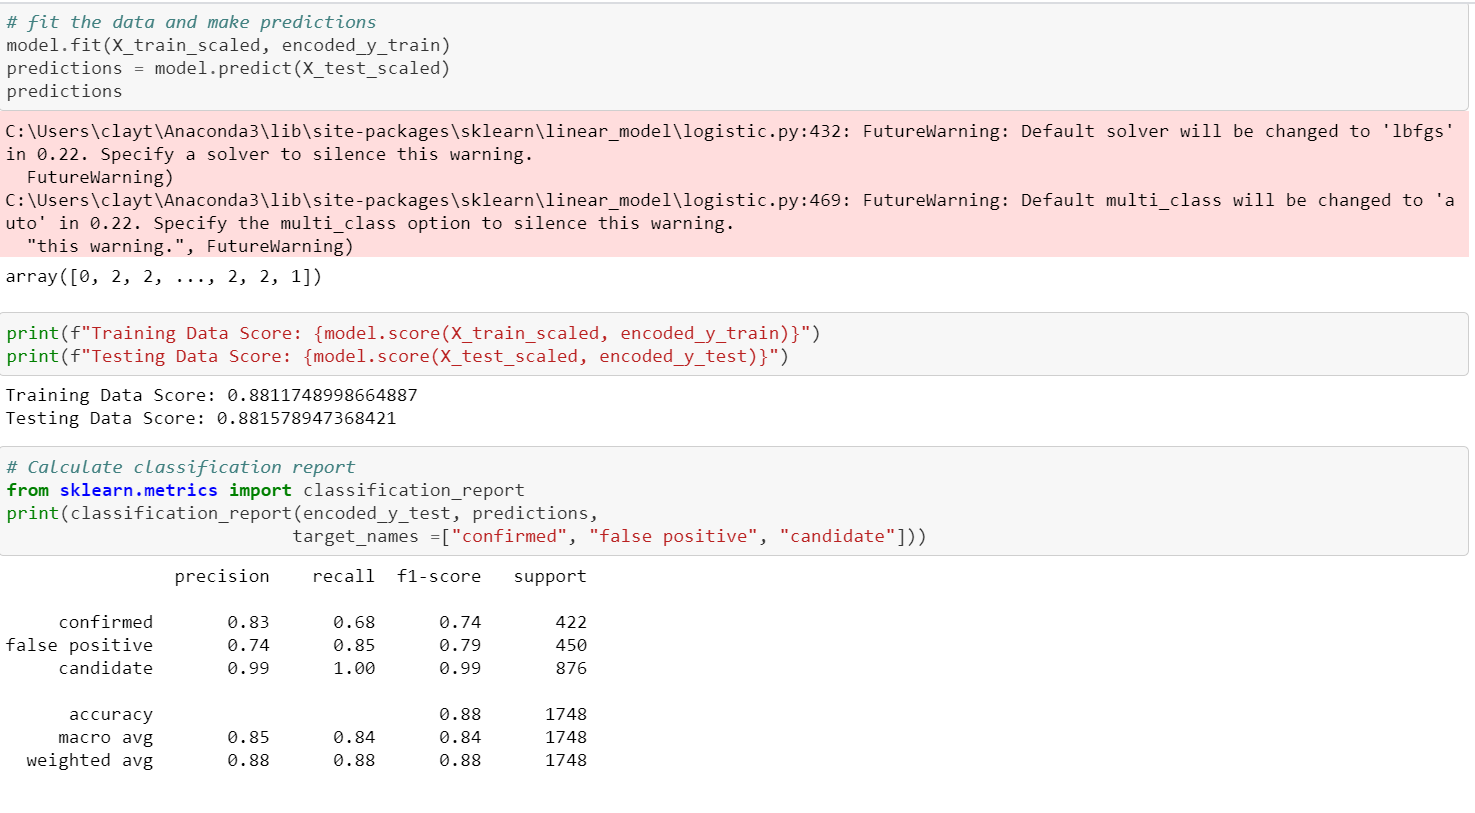 # fit the data and make predictions
model.fit(X_train_scaled, encoded_y_train)
predictions = model.predict(X_test_scaled)
predictions
C:\Users\clayt\Anaconda3\lib\site-packages\sklearn\linear_model\logistic.py:432: FutureWarning: Default solver will be changed to 'lbfgs'
in 0.22. Specify a solver to silence this warning.
  FutureWarning)
C:\Users\clayt\Anaconda3\lib\site-packages\sklearn\linear_model\logistic.py:469: FutureWarning: Default multi_class will be changed to 'a
uto' in 0.22. Specify the multi_class option to silence this warning.
  "this warning.", FutureWarning)
array([0, 2, 2, ..., 2, 2, 1])
print(f"Training Data Score: {model.score(X_train_scaled, encoded_y_train)}")
print(f"Testing Data Score: {model.score(X_test_scaled, encoded_y_test)}")
Training Data Score: 0.8811748998664887
Testing Data Score: 0.881578947368421
# Calculate classification report
from sklearn.metrics import classification_report
print(classification_report(encoded_y_test, predictions,
                           target_names =["confirmed", "false positive", "candidate"]))
                precision    recall  f1-score   support
     confirmed       0.83      0.68      0.74       422
false positive       0.74      0.85      0.79       450
     candidate       0.99      1.00      0.99       876
      accuracy                           0.88      1748
     macro avg       0.85      0.84      0.84      1748
  weighted avg       0.88      0.88      0.88      1748